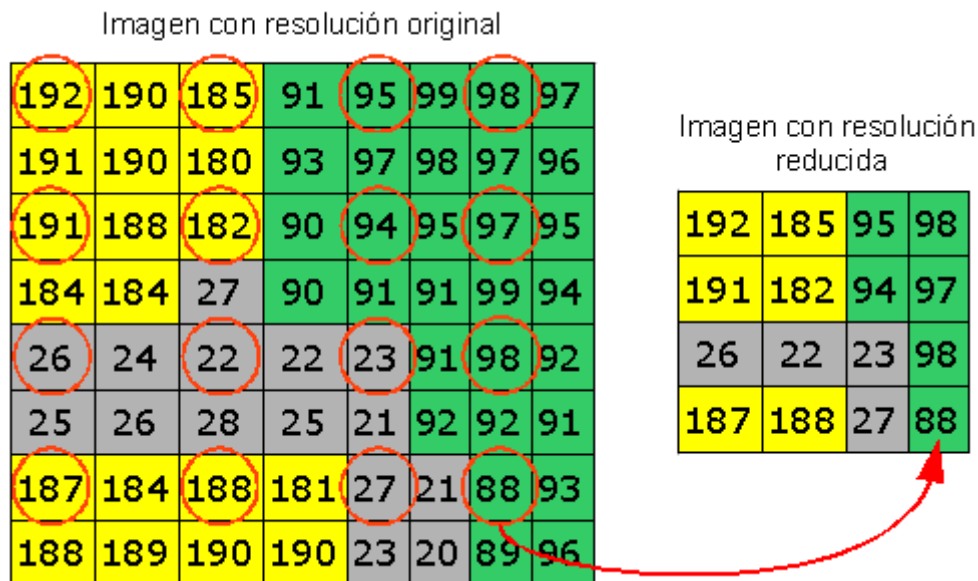 Imagen con resolución original
192 190 185 91 95 99 98 97
191 190 180 93 97 98 97 96
191 188 182 90 94 95 97 95
184 184 27 90 91 91 99 94
26 24 22 22 23 91 98 92
25 26 28 25 21 92 92 91
187 184 188 181 27 21 88 93
188 189 190 190 23 20 89 96
Imagen con resolución
reducida
192 185 95 98
191 182 94 97
26 22 23 98
187 188 27 88